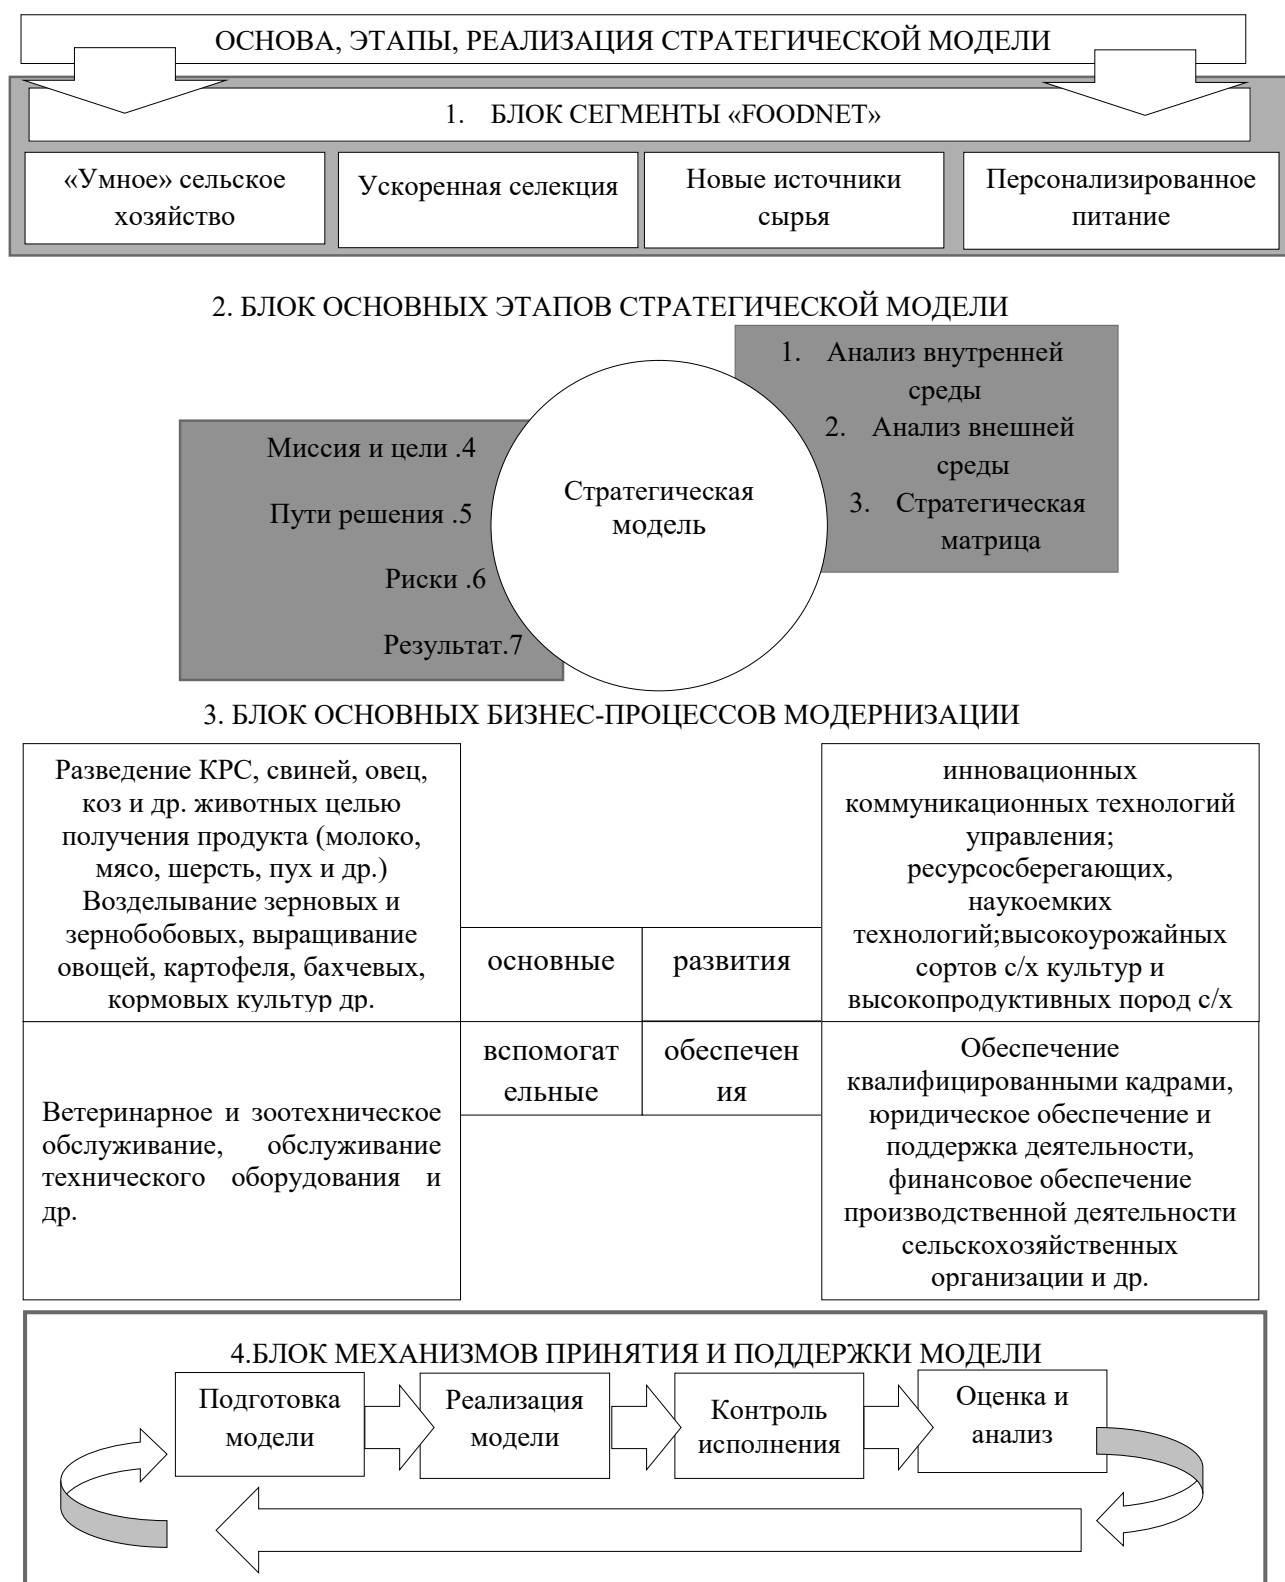 ОСНОВА, ЭТАПЫ, РЕАЛИЗАЦИЯ СТРАТЕГИЧЕСКОЙ МОДЕЛИ
1. БЛОК СЕГМЕНТЫ «FOODNET»
«Умное» сельское
хозяйство
Ускоренная селекция
Новые источники
сырья
Персонализированное
питание
2. БЛОК ОСНОВНЫХ ЭТАПОВ СТРАТЕГИЧЕСКОЙ МОДЕЛИ
1. Анализ внутренней
среды
2. Анализ внешней
среды
3. Стратегическая
матрица
Миссия и цели .4
Пути решения .5
Риски .6
Результат.7
Стратегическая
модель
3. БЛОК ОСНОВНЫХ БИЗНЕС-ПРОЦЕССОВ МОДЕРНИЗАЦИИ
Разведение КРС, свиней, овец,
коз и др. животных целью
получения продукта (молоко,
мясо, шерсть, пух и др.)
Возделывание зерновых и
зернобобовых, выращивание
овощей, картофеля, бахчевых,
кормовых культур др.
основные
развития
инновационных
коммуникационных технологий
управления;
ресурсосберегающих,
наукоемких
технологий;высокоурожайных
сортов с/х культур и
высокопродуктивных пород с/х
Ветеринарное и зоотехническое
обслуживание, обслуживание
технического оборудования и
др.
вспомогат
ельные
обеспечен
ия
Обеспечение
квалифицированными кадрами,
юридическое обеспечение и
поддержка деятельности,
финансовое обеспечение
производственной деятельности
сельскохозяйственных
организации и др.
4.БЛОК МЕХАНИЗМОВ ПРИНЯТИЯ И ПОДДЕРЖКИ МОДЕЛИ
Подготовка
модели
Реализация
модели
Контроль
исполнения
Оценка и
анализ